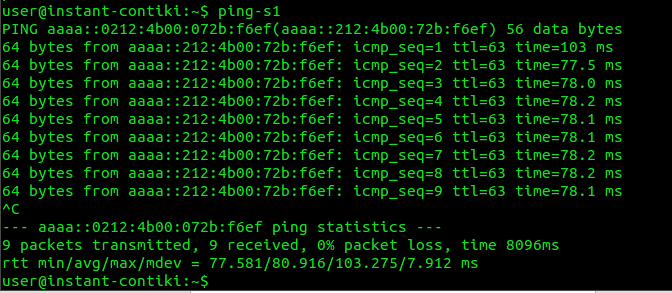 user@instant-contiki:~$ ping-s1
PING aaaa::0212:4b00:072b:f6ef(aaaa::212:4b00:72b:f6ef) 56 data bytes
64 bytes from aaaa::212:4b00:72b:f6ef: icmp_seq=1 ttl=63 time=103 ms
64 bytes from aaaa::212:4b00:72b:f6ef: icmp_seq=2 ttl=63 time=77.5 ms
64 bytes from aaaa::212:4b00:72b:f6ef: icmp_seq=3 ttl=63 time=78.0 ms
64 bytes from aaaa::212:4b00:72b:f6ef: icmp_seq=4 ttl=63 time=78.2 ms
64 bytes from aaaa::212:4b00:72b:f6ef: icmp_seq=5 ttl=63 time=78.1 ms
64 bytes from aaaa::212:4b00:72b:f6ef: icmp_seq=6 ttl=63 time=78.1 ms
64 bytes from aaaa::212:4b00:72b:f6ef: icmp_seq=7 ttl=63 time=78.2 ms
64 bytes from aaaa::212:4b00:72b:f6ef: icmp_seq=8 ttl=63 time=78.2 ms
64 bytes from aaaa::212:4b00:72b:f6ef: icmp_seq=9 ttl=63 time=78.1 ms
^C
--- aaaa::0212:4b00:072b:f6ef ping statistics ---
9 packets transmitted, 9 received, 0% packet loss, time 8096ms
rtt min/avg/max/mdev = 77.581/80.916/103.275/7.912 ms
user@instant-contiki:~$